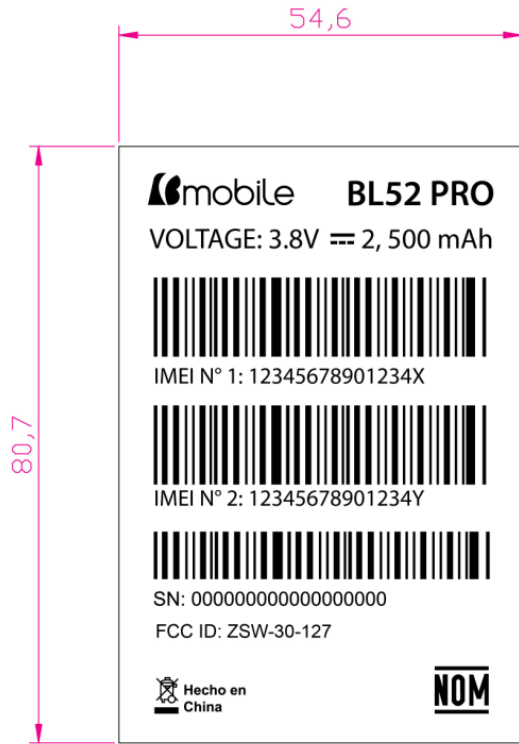 54,6
80,7
Bmobile BL52 PRO
VOLTAGE: 3.8V ⎓ 2, 500 mAh
IMEI N° 1: 12345678901234X
IMEI N° 2: 12345678901234Y
SN: 000000000000000000
FCC ID: ZSW-30-127
Hecho en
China
NOM